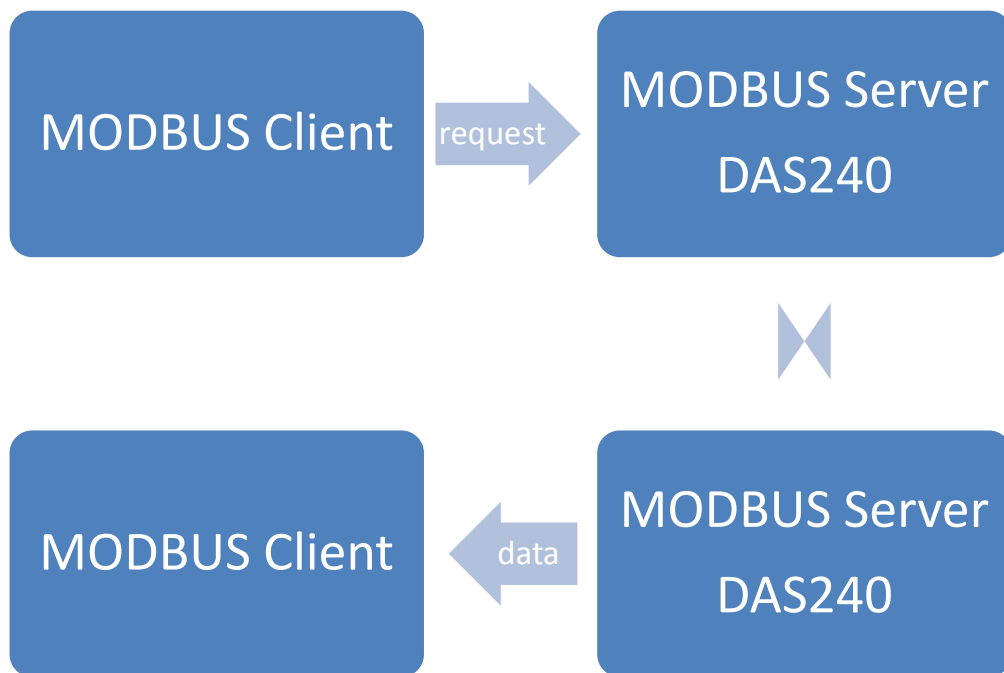 MODBUS Client
request
MODBUS Server
DAS240
MODBUS Client
data
MODBUS Server
DAS240